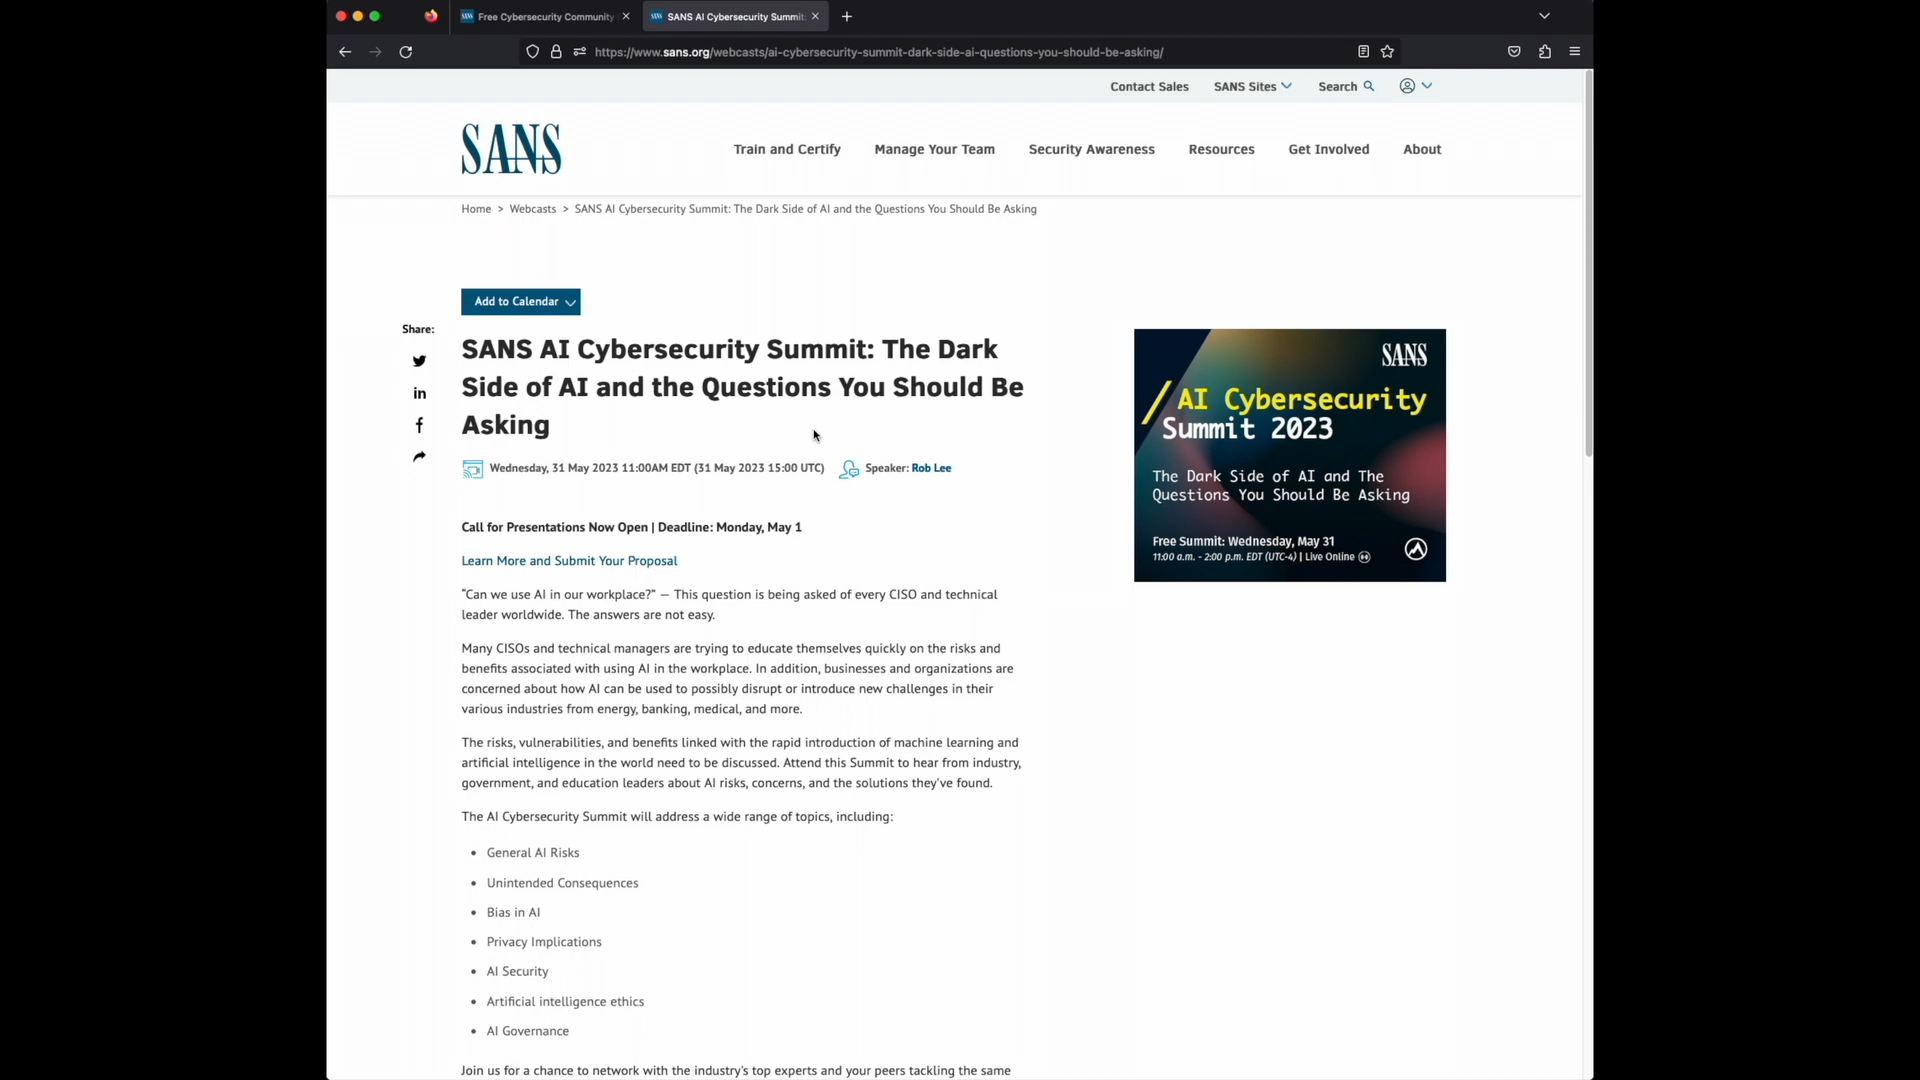 Free Cybersecurity Community
SANS AI Cybersecurity Summit:
https://www.sans.org/webcasts/ai-cybersecurity-summit-dark-side-ai-questions-you-should-be-asking/
Contact Sales
SANS Sites
Search
SANS
Train and Certify
Manage Your Team
Security Awareness
Resources
Get Involved
About
Home > Webcasts > SANS AI Cybersecurity Summit: The Dark Side of AI and the Questions You Should Be Asking
Add to Calendar
Share:
SANS AI Cybersecurity Summit: The Dark
Side of AI and the Questions You Should Be
Asking
Wednesday, 31 May 2023 11:00AM EDT (31 May 2023 15:00 UTC)
Speaker: Rob Lee
Call for Presentations Now Open | Deadline: Monday, May 1
Learn More and Submit Your Proposal
“Can we use AI in our workplace?” — This question is being asked of every CISO and technical
leader worldwide. The answers are not easy.
Many CISOs and technical managers are trying to educate themselves quickly on the risks and
benefits associated with using AI in the workplace. In addition, businesses and organizations are
concerned about how AI can be used to possibly disrupt or introduce new challenges in their
various industries from energy, banking, medical, and more.
The risks, vulnerabilities, and benefits linked with the rapid introduction of machine learning and
artificial intelligence in the world need to be discussed. Attend this Summit to hear from industry,
government, and education leaders about AI risks, concerns, and the solutions they've found.
The AI Cybersecurity Summit will address a wide range of topics, including:
• General AI Risks
• Unintended Consequences
• Bias in AI
• Privacy Implications
• AI Security
• Artificial intelligence ethics
• AI Governance
Join us for a chance to network with the industry's top experts and your peers tackling the same
SANS
AI Cybersecurity
Summit 2023
The Dark Side of AI and The
Questions You Should Be Asking
Free Summit: Wednesday, May 31
11:00 a.m. - 2:00 p.m. EDT (UTC-4) | Live Online